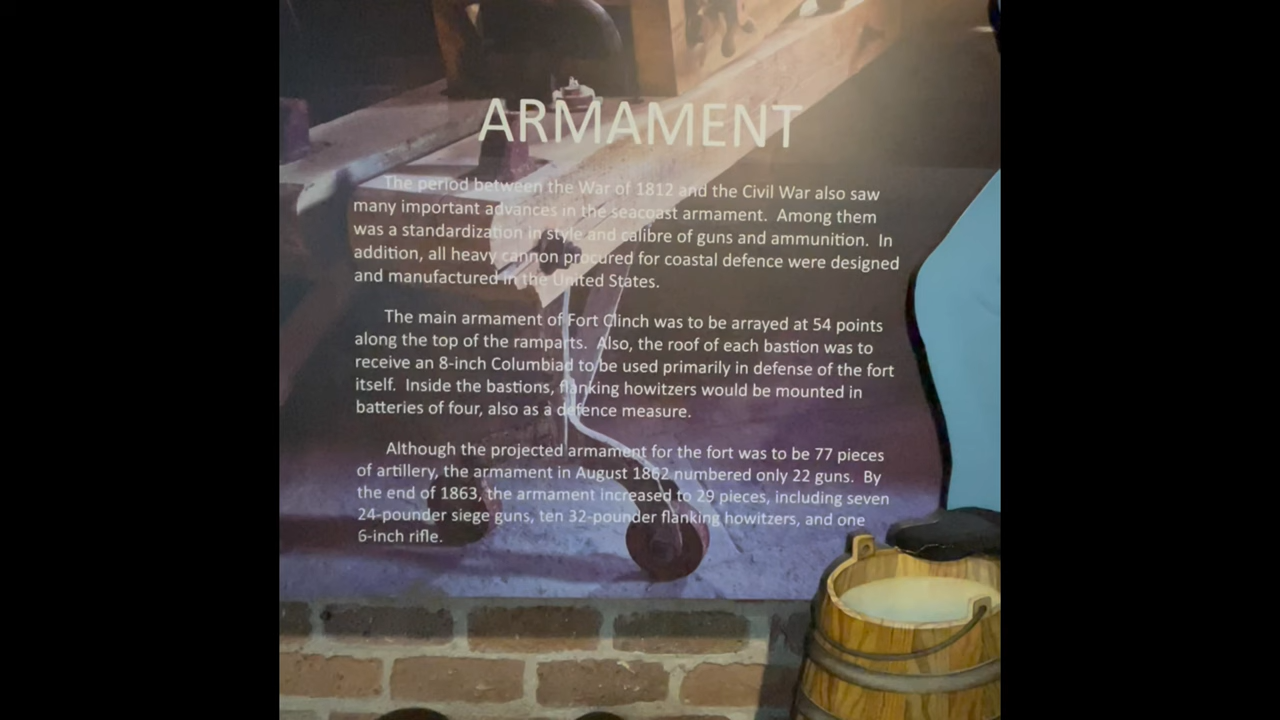 ARMAMENT
The period between the War of 1812 and the Civil War also saw
many important advances in the seacoast armament. Among them
was a standardization in style and calibre of guns and ammunition. In
addition, all heavy cannon procured for coastal defence were designed
and manufactured in the United States.
The main armament of Fort Clinch was to be arrayed at 54 points
along the top of the ramparts. Also, the roof of each bastion was to
receive an 8-inch Columbiad to be used primarily in defense of the fort
itself. Inside the bastions, flanking howitzers would be mounted in
batteries of four, also as a defence measure.
Although the projected armament for the fort was to be 77 pieces
of artillery, the armament in August 1862 numbered only 22 guns. By
the end of 1863, the armament increased to 29 pieces, including seven
24-pounder siege guns, ten 32-pounder flanking howitzers, and one
6-inch rifle.